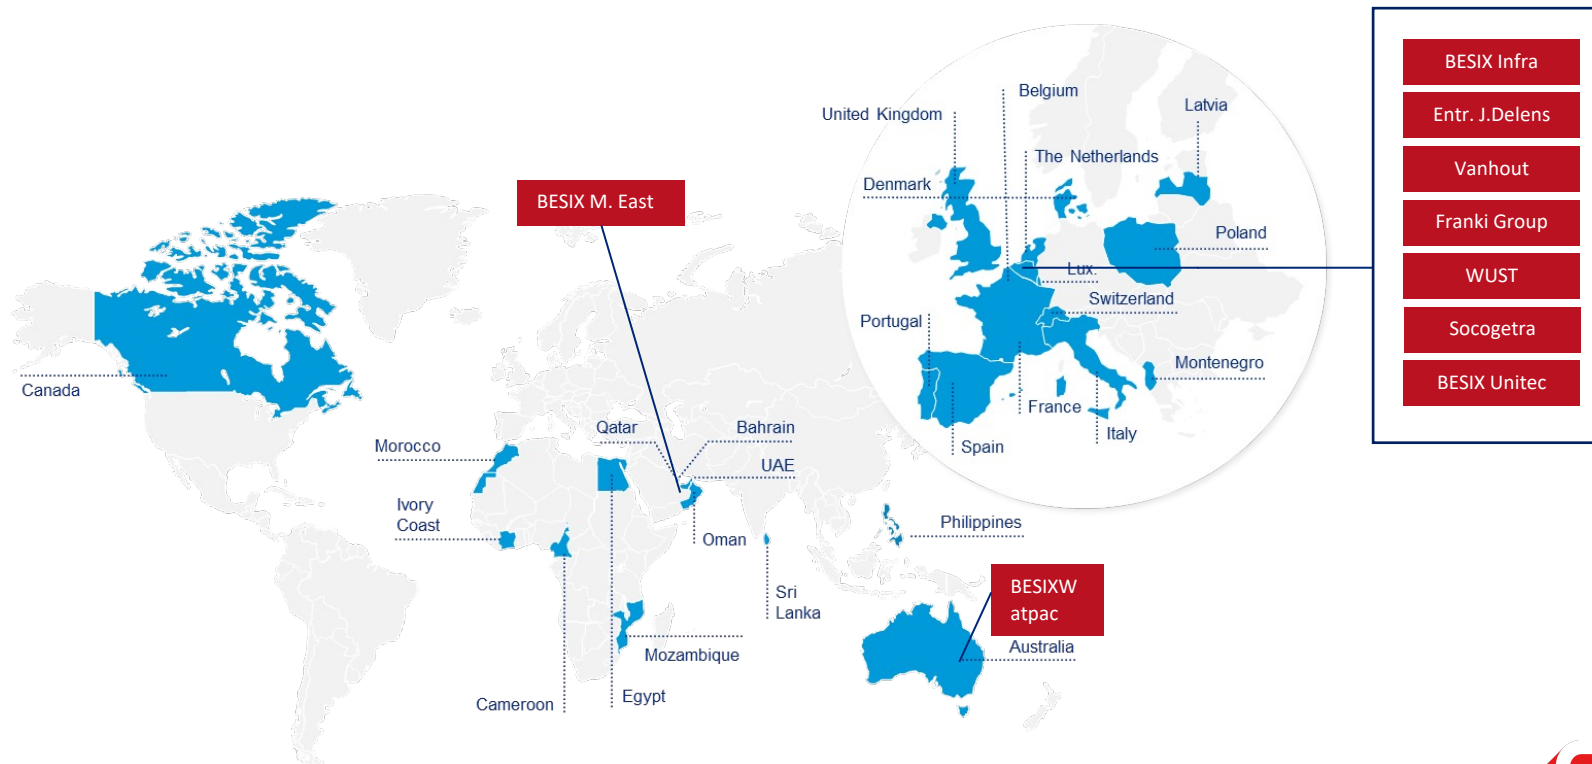 BESIX Infra
Entr. J.Delens
Vanhout
Franki Group
WUST
Socogetra
BESIX Unitec
Belgium
United Kingdom
Latvia
The Netherlands
Denmark
Poland
Lux.
Switzerland
Portugal
Montenegro
France
Italy
Spain
BESIX M. East
Canada
Qatar
Bahrain
Morocco
UAE
Ivory
Coast
Oman
Philippines
Sri
Lanka
BESIXW
atpac
Australia
Mozambique
Egypt
Cameroon